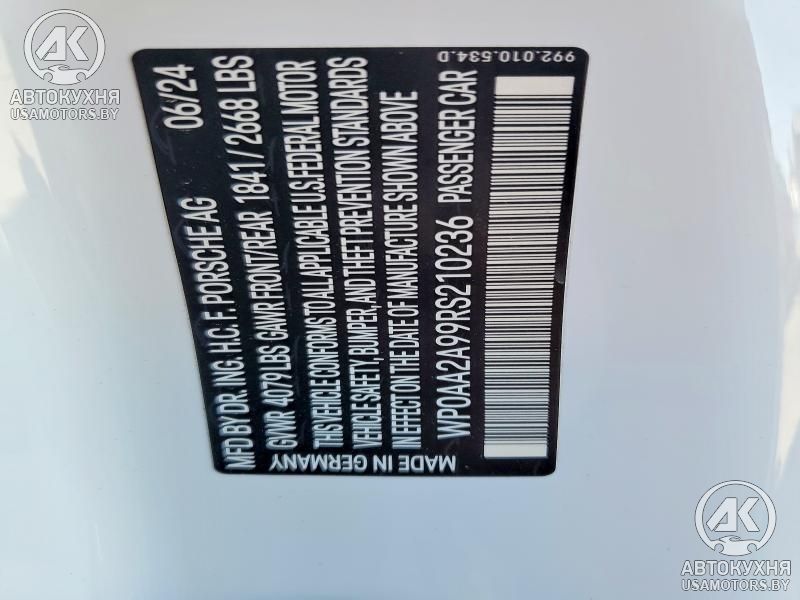 MFD BY DR. ING. H.C. F. PORSCHE AG 06/24
GVWR 4079 LBS GAWR FRONT/REAR 1841 / 2668 LBS
THIS VEHICLE CONFORMS TO ALL APPLICABLE U.S. FEDERAL MOTOR
VEHICLE SAFETY, BUMPER, AND THEFT PREVENTION STANDARDS
IN EFFECT ON THE DATE OF MANUFACTURE SHOWN ABOVE
MADE IN GERMANY
WP0AA2A99RS210236 PASSENGER CAR
992.010.534.D
АК
АВТОКУХНЯ
USAMOTORS.BY
АК
АВТОКУХНЯ
USAMOTORS.BY